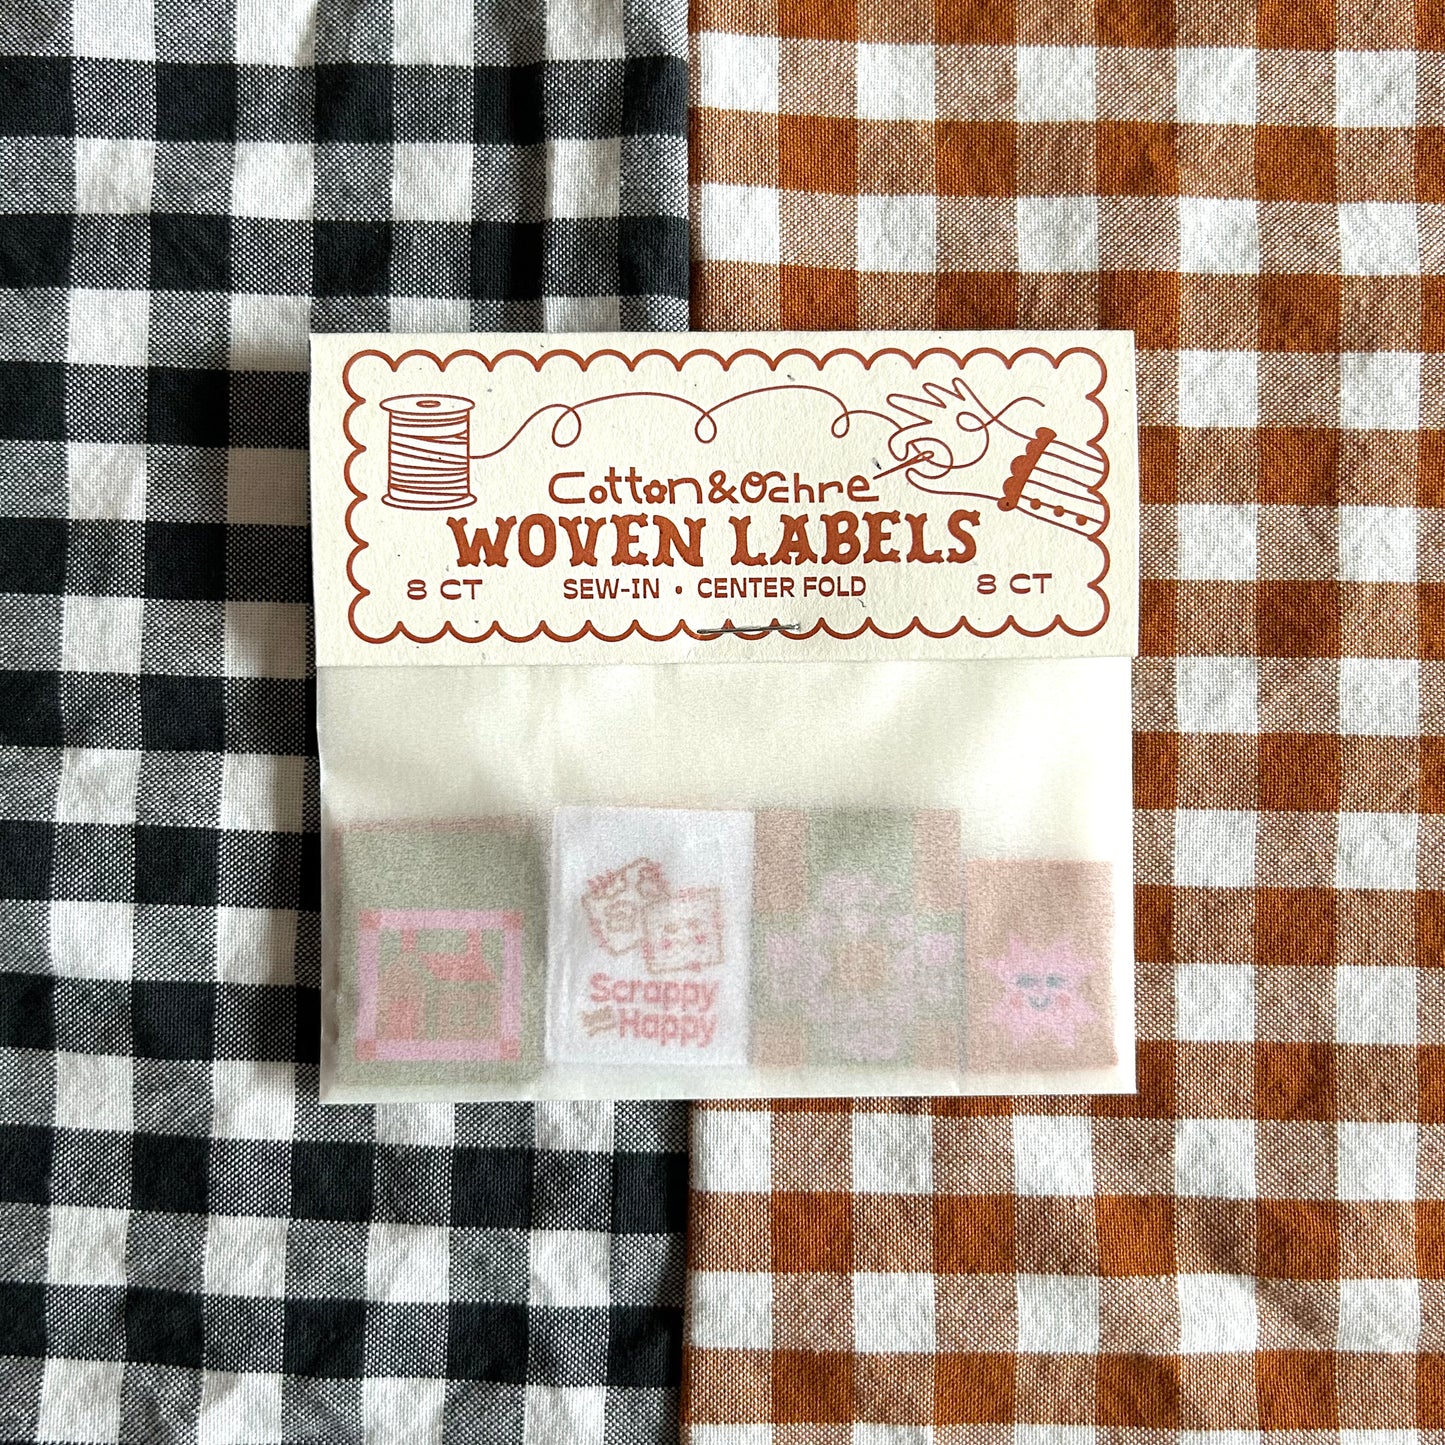 Cotton&Ochre
WOVEN LABELS
8 CT SEW-IN • CENTER FOLD 8 CT
Scrappy
Happy